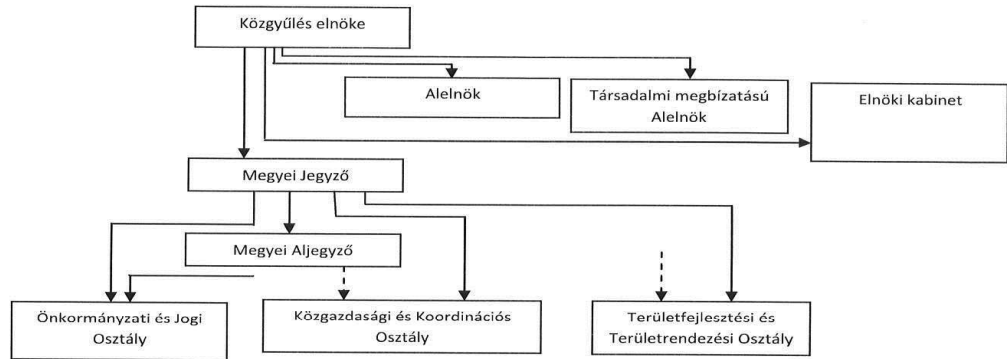 Közgyűlés elnöke
Alelnök
Társadalmi megbízatású
Alelnök
Elnöki kabinet
Megyei Jegyző
Megyei Aljegyző
Önkormányzati és Jogi
Osztály
Közgazdasági és Koordinációs
Osztály
Területfejlesztési és
Területrendezési Osztály